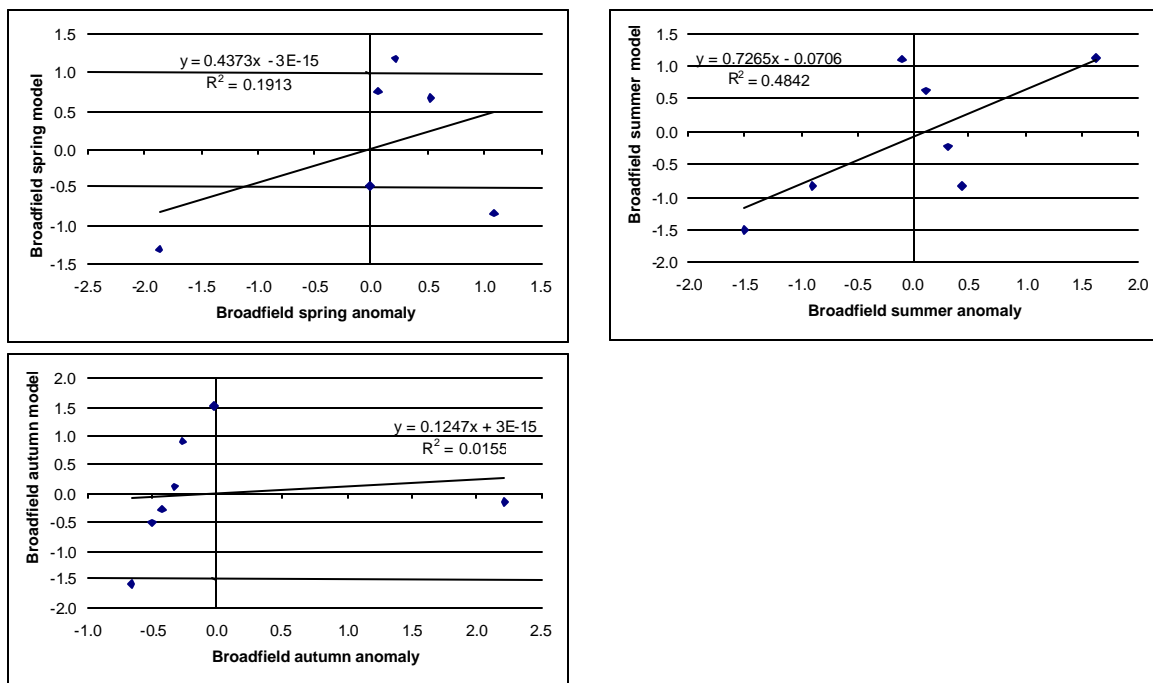 Broadfield spring model
1.5
1.0
0.5
0.0
-0.5
-1.0
-1.5
y = 0.4373x - 3E-15
R² = 0.1913
-2.5 -2.0 -1.5 -1.0 -0.5 0.0 0.5 1.0 1.5
Broadfield spring anomaly
Broadfield summer model
1.5
1.0
0.5
0.0
-0.5
-1.0
-1.5
-2.0
y = 0.7265x - 0.0706
R² = 0.4842
-2.0 -1.5 -1.0 -0.5 0.0 0.5 1.0 1.5 2.0
Broadfield summer anomaly
Broadfield autumn model
2.0
1.5
1.0
0.5
0.0
-0.5
-1.0
-1.5
-2.0
y = 0.1247x + 3E-15
R² = 0.0155
-1.0 -0.5 0.0 0.5 1.0 1.5 2.0 2.5
Broadfield autumn anomaly